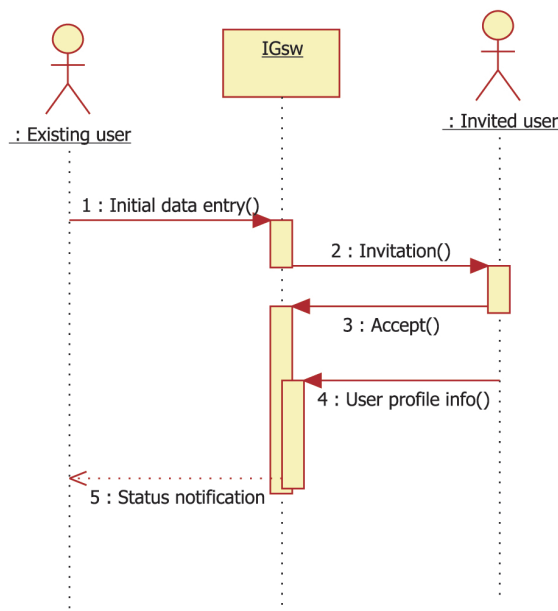 IGsw
: Existing user
: Invited user
1 : Initial data entry()
2 : Invitation()
3 : Accept()
4 : User profile info()
5 : Status notification